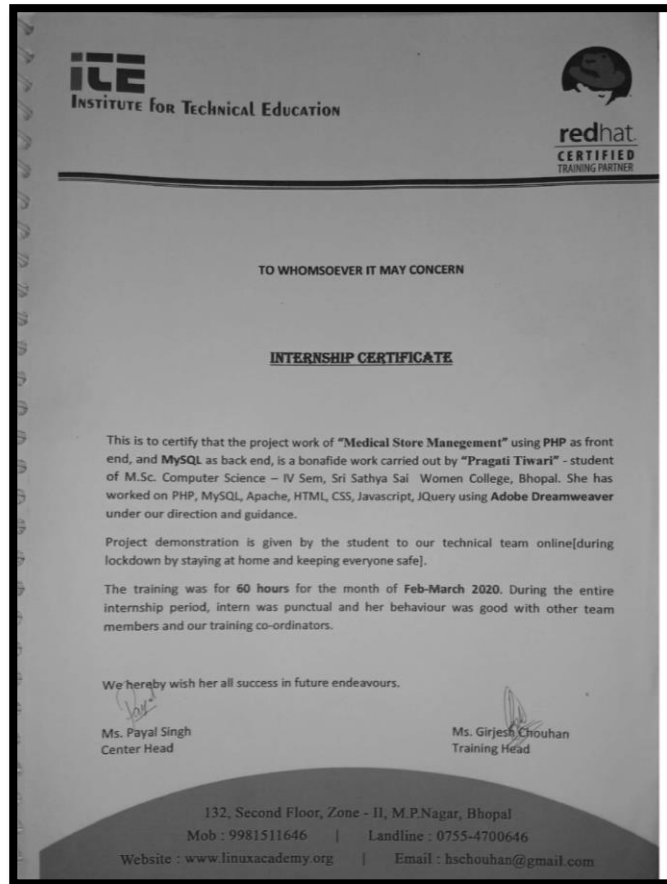 iTE
INSTITUTE FOR TECHNICAL EDUCATION
redhat.
CERTIFIED
TRAINING PARTNER
TO WHOMSOEVER IT MAY CONCERN
INTERNSHIP CERTIFICATE
This is to certify that the project work of "Medical Store Manegement" using PHP as front
end, and MySQL as back end, is a bonafide work carried out by "Pragati Tiwari" - student
of M.Sc. Computer Science – IV Sem, Sri Sathya Sai Women College, Bhopal. She has
worked on PHP, MySQL, Apache, HTML, CSS, Javascript, JQuery using Adobe Dreamweaver
under our direction and guidance.
Project demonstration is given by the student to our technical team online[during
lockdown by staying at home and keeping everyone safe].
The training was for 60 hours for the month of Feb-March 2020. During the entire
internship period, intern was punctual and her behaviour was good with other team
members and our training co-ordinators.
We hereby wish her all success in future endeavours.
Payal
Ms. Payal Singh
Center Head
Ms. Girjesh Chouhan
Training Head
132, Second Floor, Zone - II, M.P.Nagar, Bhopal
Mob : 9981511646 | Landline : 0755-4700646
Website : www.linuxacademy.org | Email : hschouhan@gmail.com